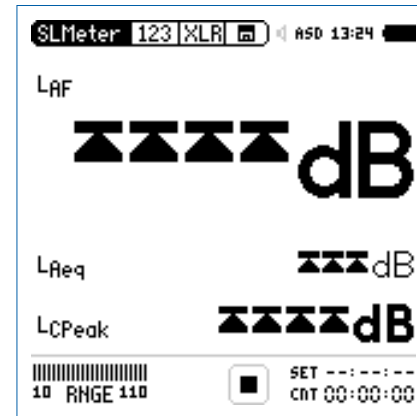 SLMeter 123 XLR ASD 13:24
LAF
dB
LAeq dB
LCPeak dB
SET --:--:--
10 RNGE 110 CNT 00:00:00